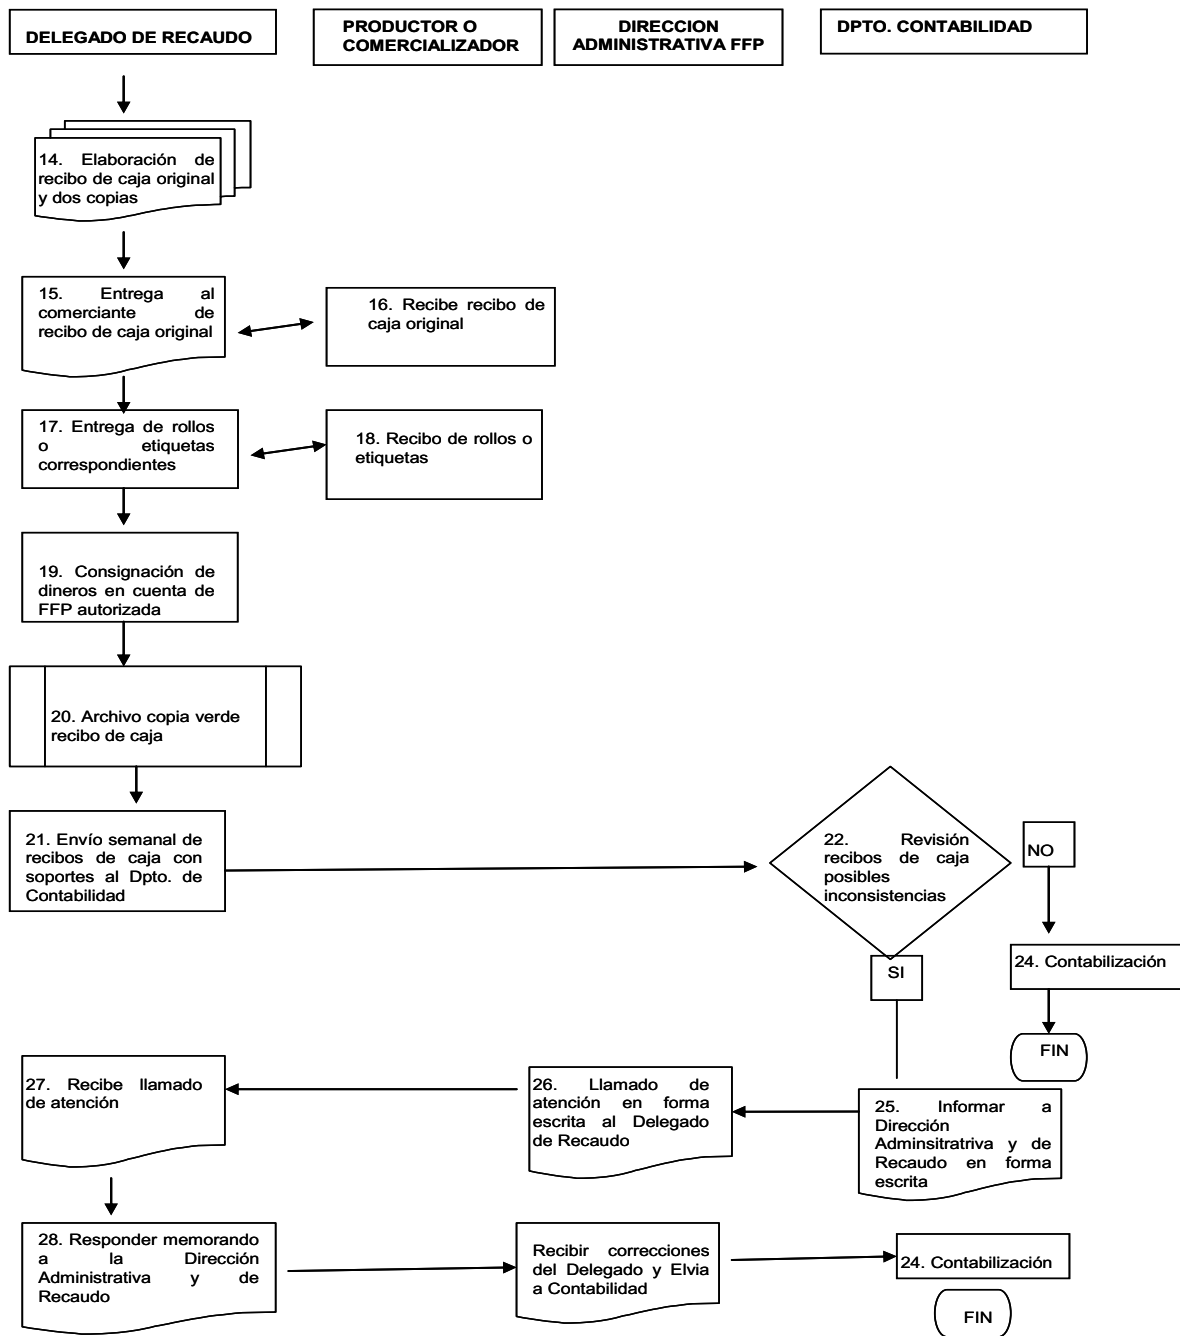 DELEGADO DE RECAUDO
PRODUCTOR O
COMERCIALIZADOR
DIRECCION
ADMINISTRATIVA FFP
DPTO. CONTABILIDAD
14. Elaboración de
recibo de caja original
y dos copias
15. Entrega al
comerciante de
recibo de caja original
16. Recibe recibo de
caja original
17. Entrega de rollos
o etiquetas
correspondientes
18. Recibo de rollos o
etiquetas
19. Consignación de
dineros en cuenta de
FFP autorizada
20. Archivo copia verde
recibo de caja
21. Envío semanal de
recibos de caja con
soportes al Dpto. de
Contabilidad
22. Revisión
recibos de caja
posibles
inconsistencias
NO
SI
24. Contabilización
FIN
25. Informar a
Dirección
Adminsitratriva y de
Recaudo en forma
escrita
26. Llamado de
atención en forma
escrita al Delegado
de Recaudo
27. Recibe llamado
de atención
28. Responder memorando
a la Dirección
Administrativa y de
Recaudo
Recibir correcciones
del Delegado y Elvia
a Contabilidad
24. Contabilización
FIN